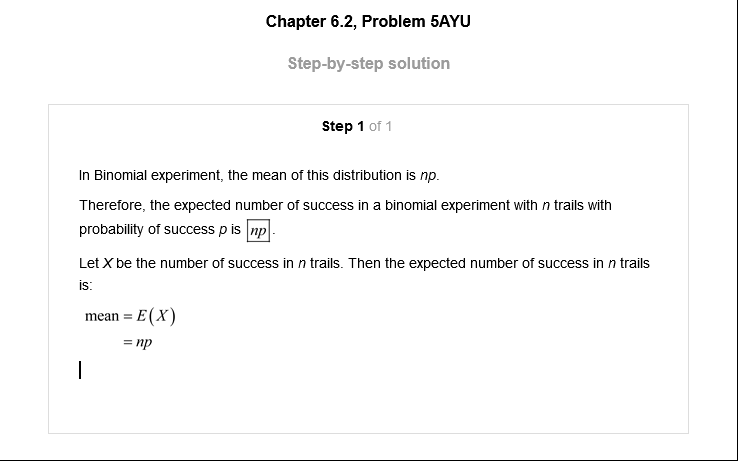 Chapter 6.2, Problem 5AYU
Step-by-step solution
Step 1 of 1
In Binomial experiment, the mean of this distribution is np.
Therefore, the expected number of success in a binomial experiment with n trails with
probability of success p is np.
Let X be the number of success in n trails. Then the expected number of success in n trails
is:
mean = E(X)
= np